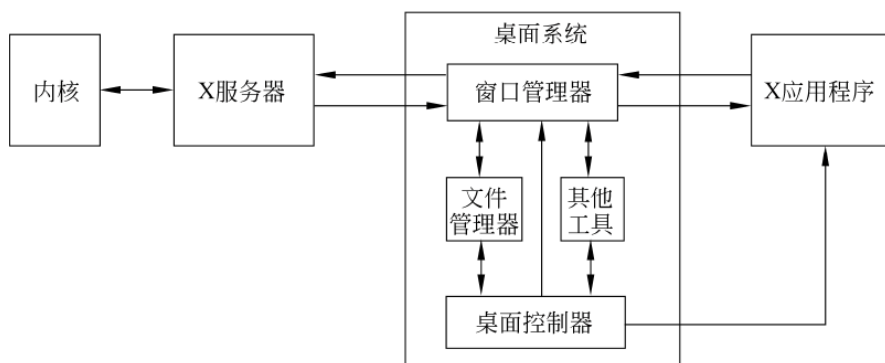 桌面系统
内核
X服务器
窗口管理器
X应用程序
文件
管理器
其他
工具
桌面控制器